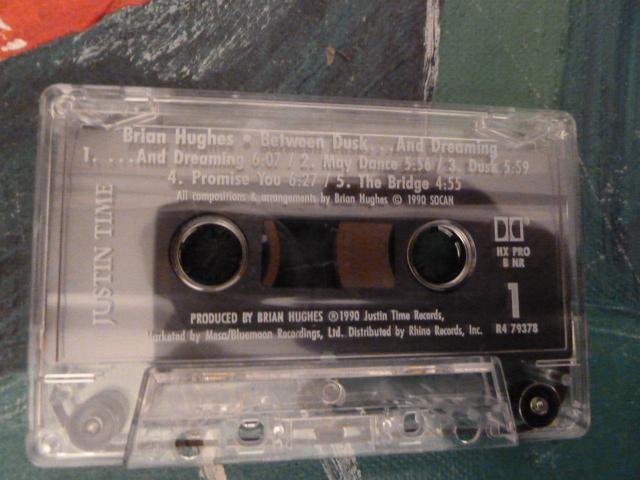 Brian Hughes • Between Dusk...And Dreaming
1. ....And Dreaming 6:07 / 2. May Dance 5:56 / 3. Dusk 5:59
4. Promise You 6:27 / 5. The Bridge 4:55
All compositions & arrangements by Brian Hughes © 1990 SOCAN
JUSTIN TIME
HX PRO
B NR
1
PRODUCED BY BRIAN HUGHES ®1990 Justin Time Records,
Marketed by Mesa/Bluemoon Recordings, Ltd. Distributed by Rhino Records, Inc.
R4 79378